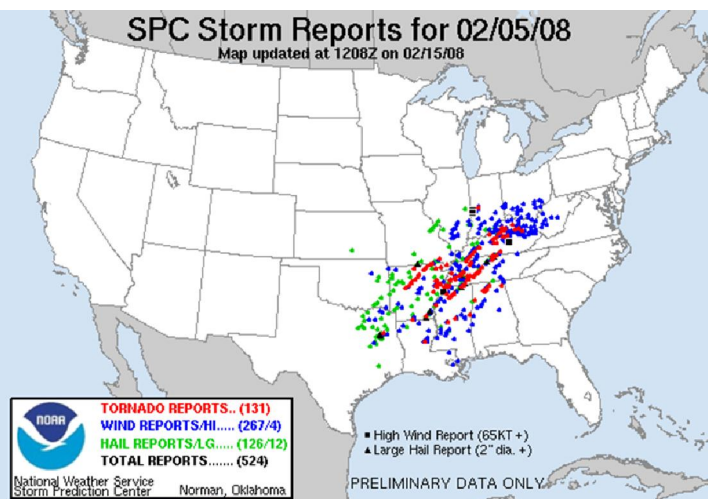 SPC Storm Reports for 02/05/08
Map updated at 1208Z on 02/15/08
NOAA
TORNADO REPORTS.. (131)
WIND REPORTS/HI..... (267/4)
HAIL REPORTS/LG..... (126/12)
TOTAL REPORTS....... (524)
National Weather Service
Storm Prediction Center Norman, Oklahoma
■ High Wind Report (65KT +)
▲ Large Hail Report (2" dia. +)
PRELIMINARY DATA ONLY